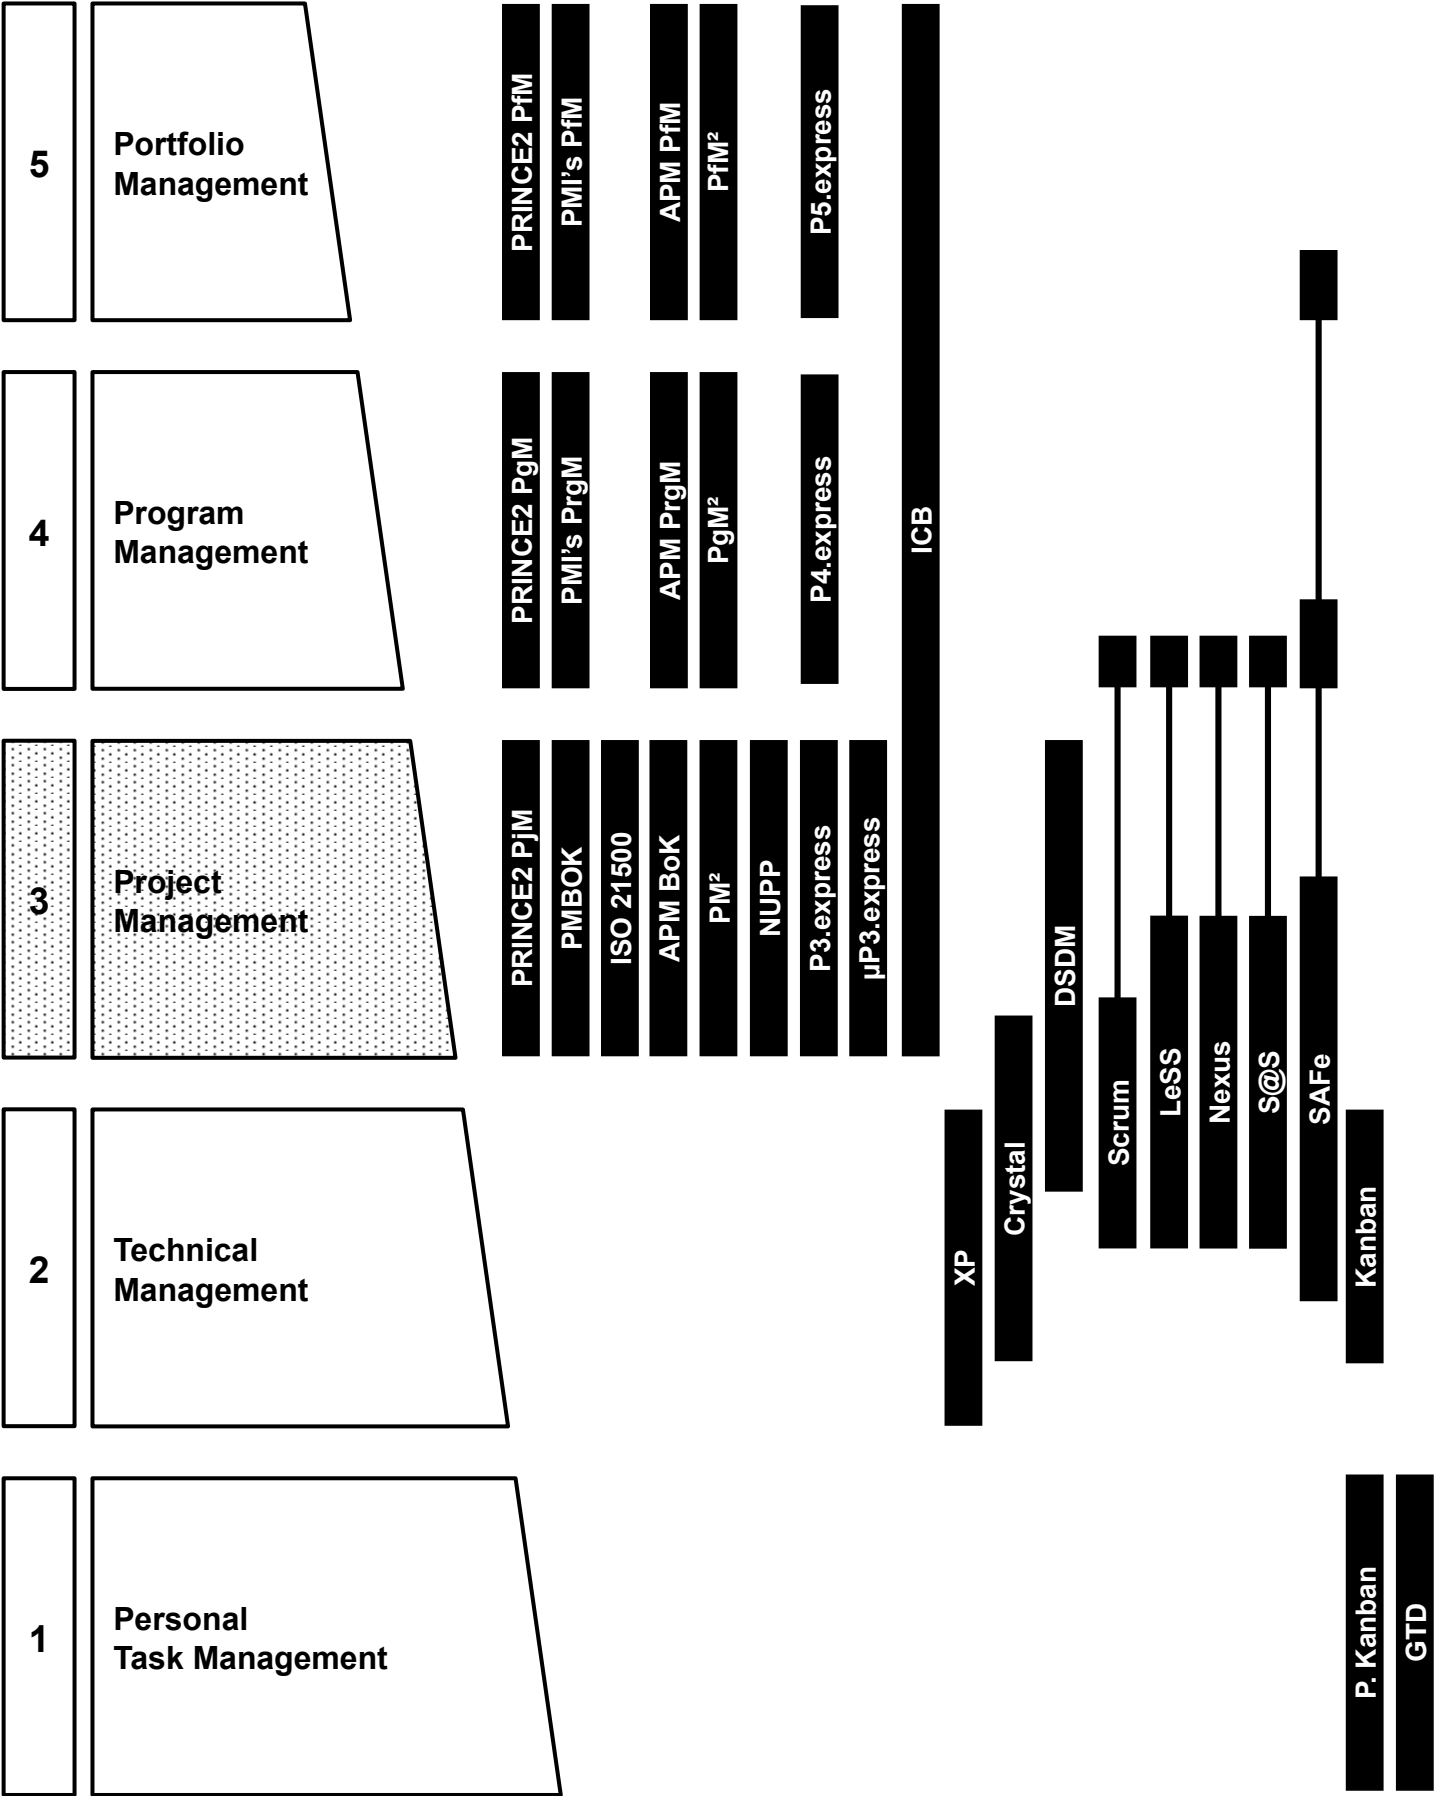 5
Portfolio
Management
PRINCE2 PfM
PMI's PfM
APM PfM
PfM²
P5.express
4
Program
Management
PRINCE2 PgM
PMI's PrgM
APM PrgM
PgM²
P4.express
ICB
3
Project
Management
PRINCE2 PjM
PMBOK
ISO 21500
APM BoK
PM²
NUPP
P3.express
µP3.express
DSDM
Scrum
LeSS
Nexus
S@S
SAFe
2
Technical
Management
XP
Crystal
Kanban
1
Personal
Task Management
P. Kanban
GTD